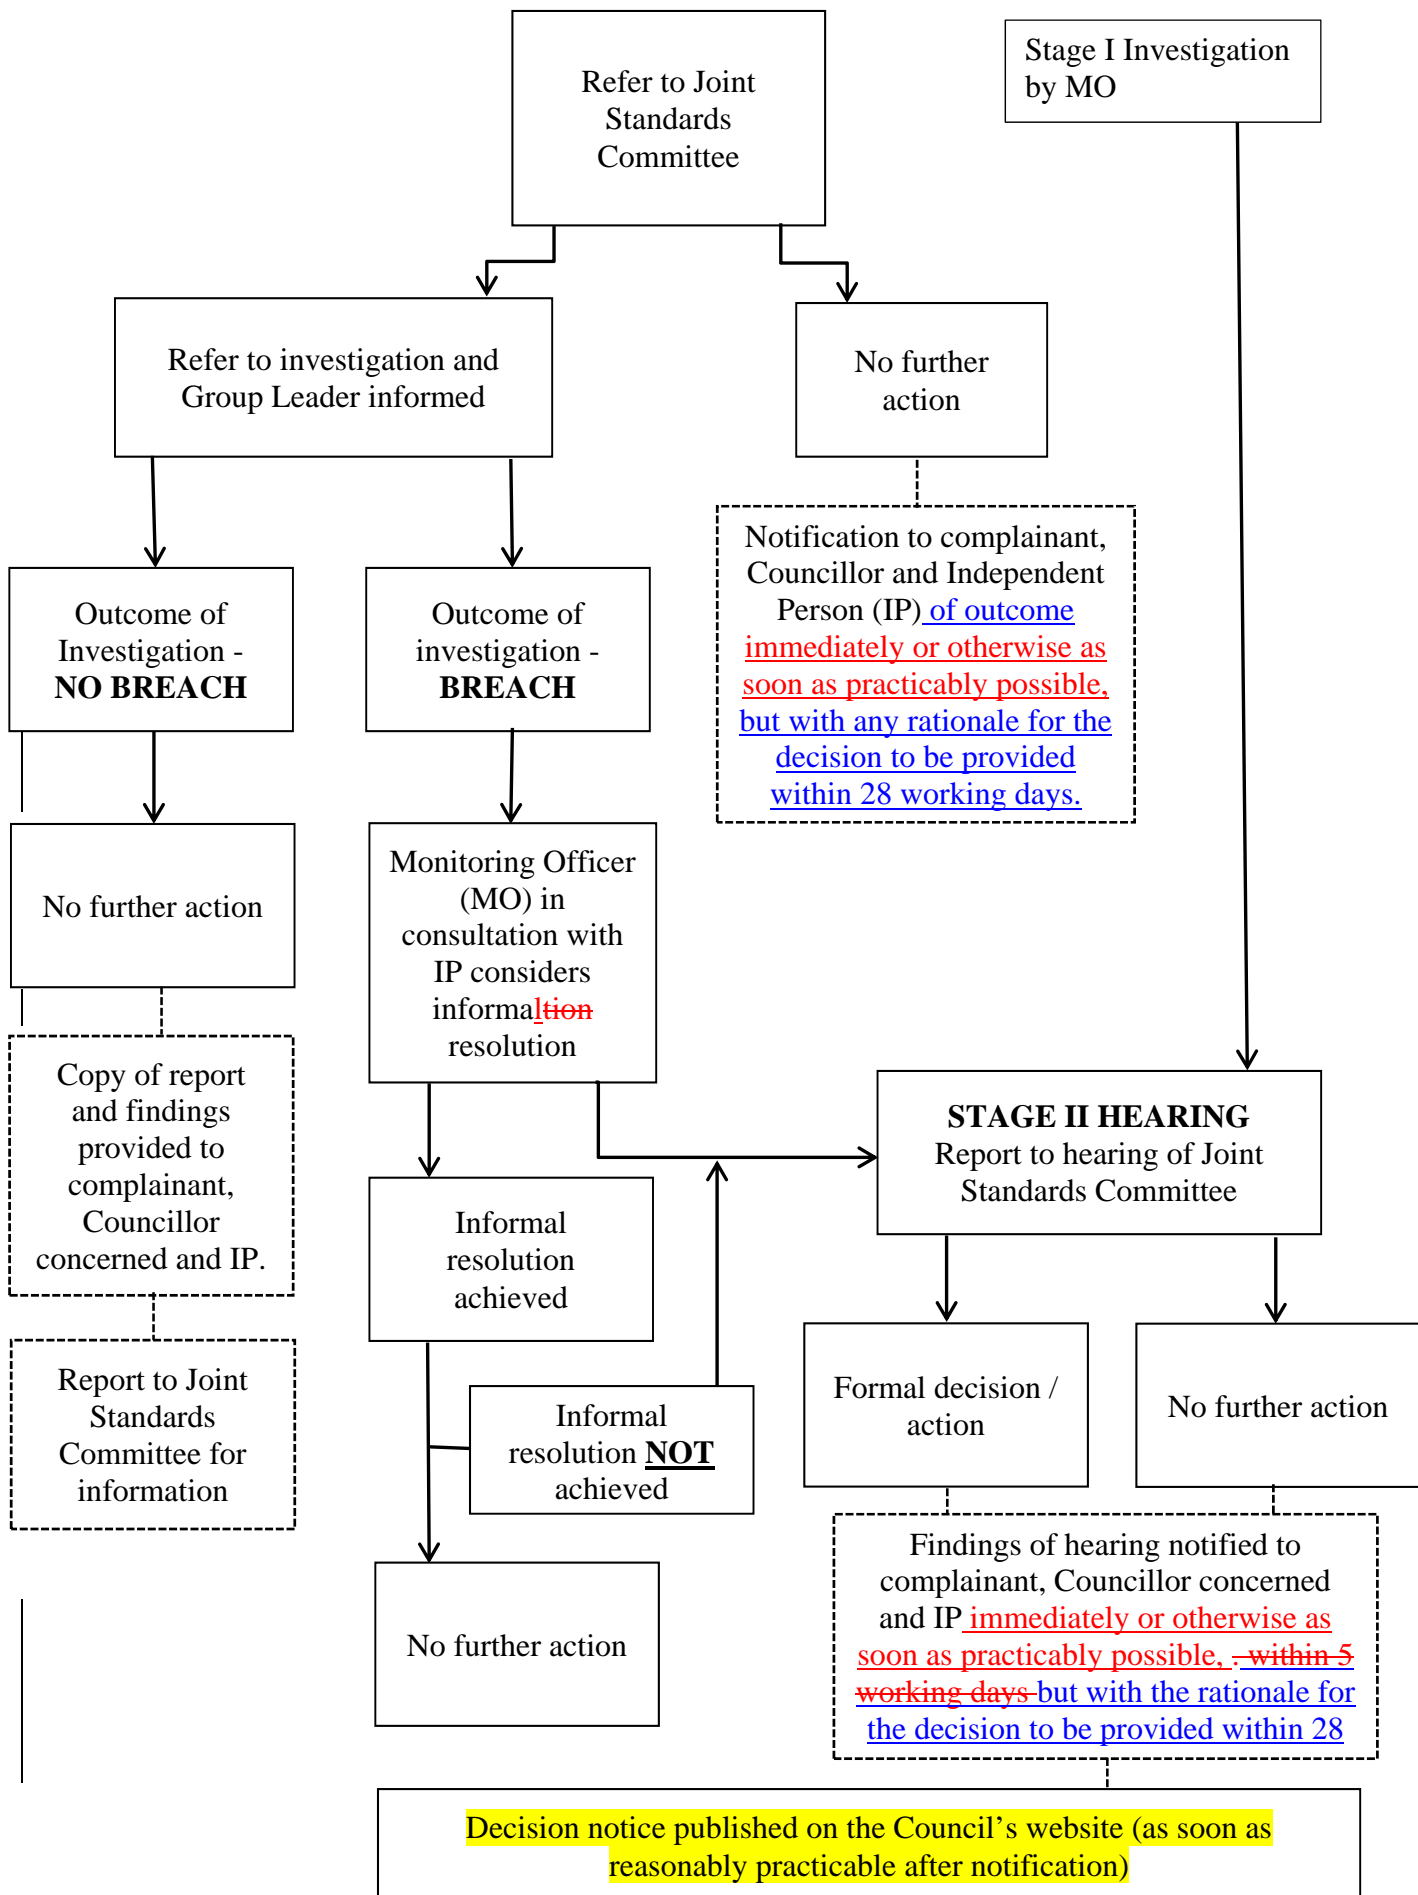 Refer to Joint
Standards
Committee
Stage I Investigation
by MO
Refer to investigation and
Group Leader informed
No further
action
Notification to complainant,
Councillor and Independent
Person (IP) of outcome
immediately or otherwise as
soon as practicably possible,
but with any rationale for the
decision to be provided
within 28 working days.
Outcome of
Investigation -
NO BREACH
Outcome of
investigation -
BREACH
No further action
Monitoring Officer
(MO) in
consultation with
IP considers
informaltion
resolution
Copy of report
and findings
provided to
complainant,
Councillor
concerned and IP.
STAGE II HEARING
Report to hearing of Joint
Standards Committee
Informal
resolution
achieved
Report to Joint
Standards
Committee for
information
Informal
resolution NOT
achieved
Formal decision /
action
No further action
No further action
Findings of hearing notified to
complainant, Councillor concerned
and IP immediately or otherwise as
soon as practicably possible, . within 5
working days but with the rationale for
the decision to be provided within 28
Decision notice published on the Council's website (as soon as
reasonably practicable after notification)